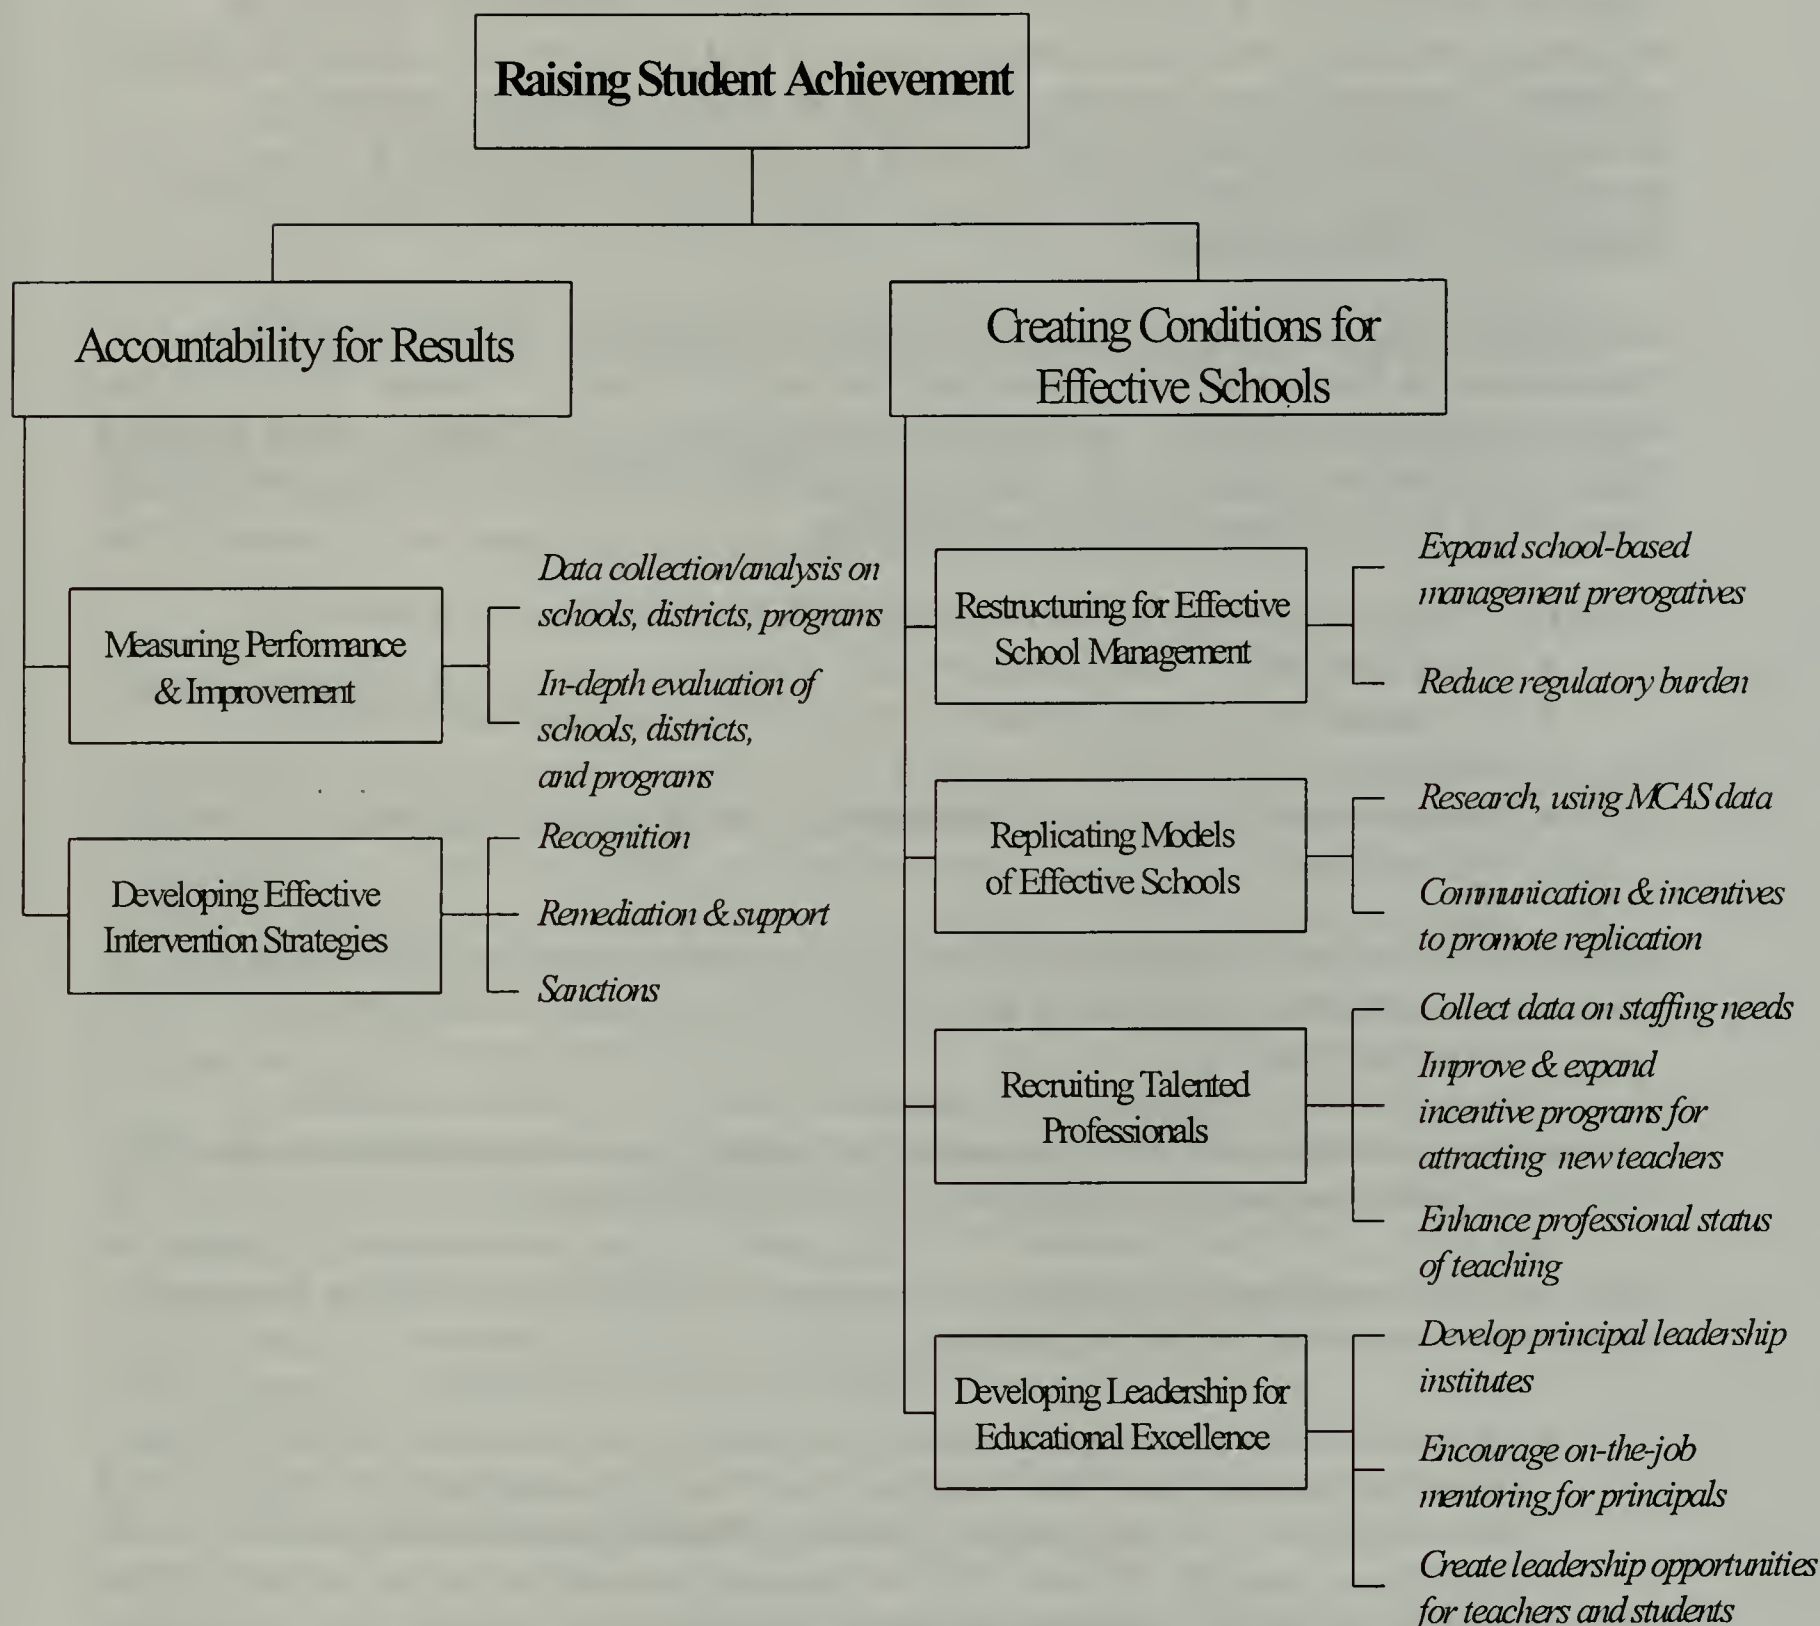 Raising Student Achievement
Accountability for Results
Measuring Performance
& Improvement
Data collection/analysis on
schools, districts, programs
In-depth evaluation of
schools, districts,
and programs
Developing Effective
Intervention Strategies
Recognition
Remediation & support
Sanctions
Creating Conditions for
Effective Schools
Restructuring for Effective
School Management
Expand school-based
management prerogatives
Reduce regulatory burden
Replicating Models
of Effective Schools
Research, using MCAS data
Communication & incentives
to promote replication
Recruiting Talented
Professionals
Collect data on staffing needs
Improve & expand
incentive programs for
attracting new teachers
Enhance professional status
of teaching
Developing Leadership for
Educational Excellence
Develop principal leadership
institutes
Encourage on-the-job
mentoring for principals
Create leadership opportunities
for teachers and students